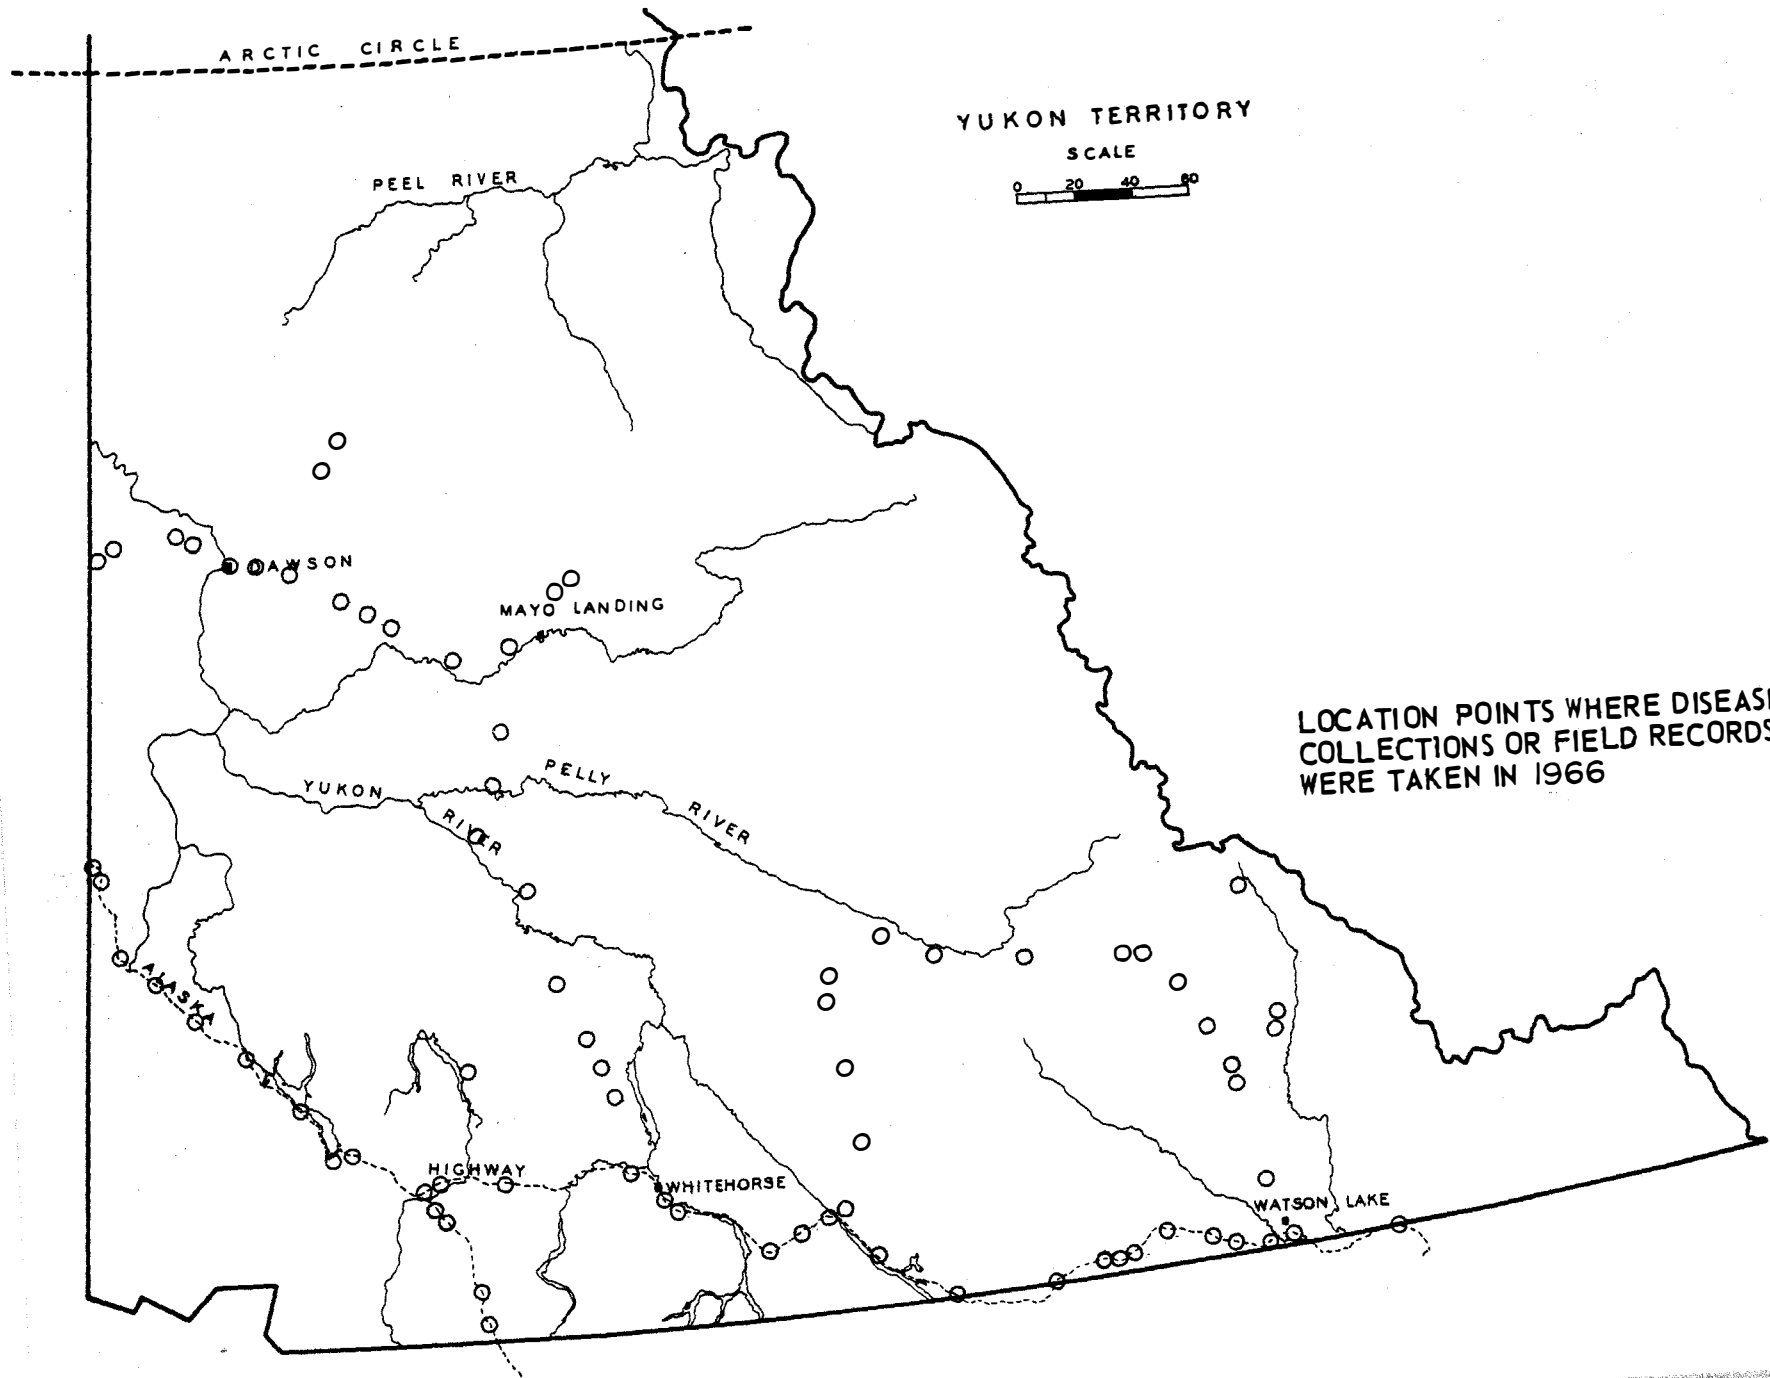 ARCTIC CIRCLE
YUKON TERRITORY
SCALE
0 20 40 60
PEEL RIVER
DAWSON
MAYO LANDING
LOCATION POINTS WHERE DISEAS
COLLECTIONS OR FIELD RECORDS
WERE TAKEN IN 1966
YUKON
RIVER
PELLY
RIVER
ALASKA
HIGHWAY
WHITEHORSE
WATSON LAKE